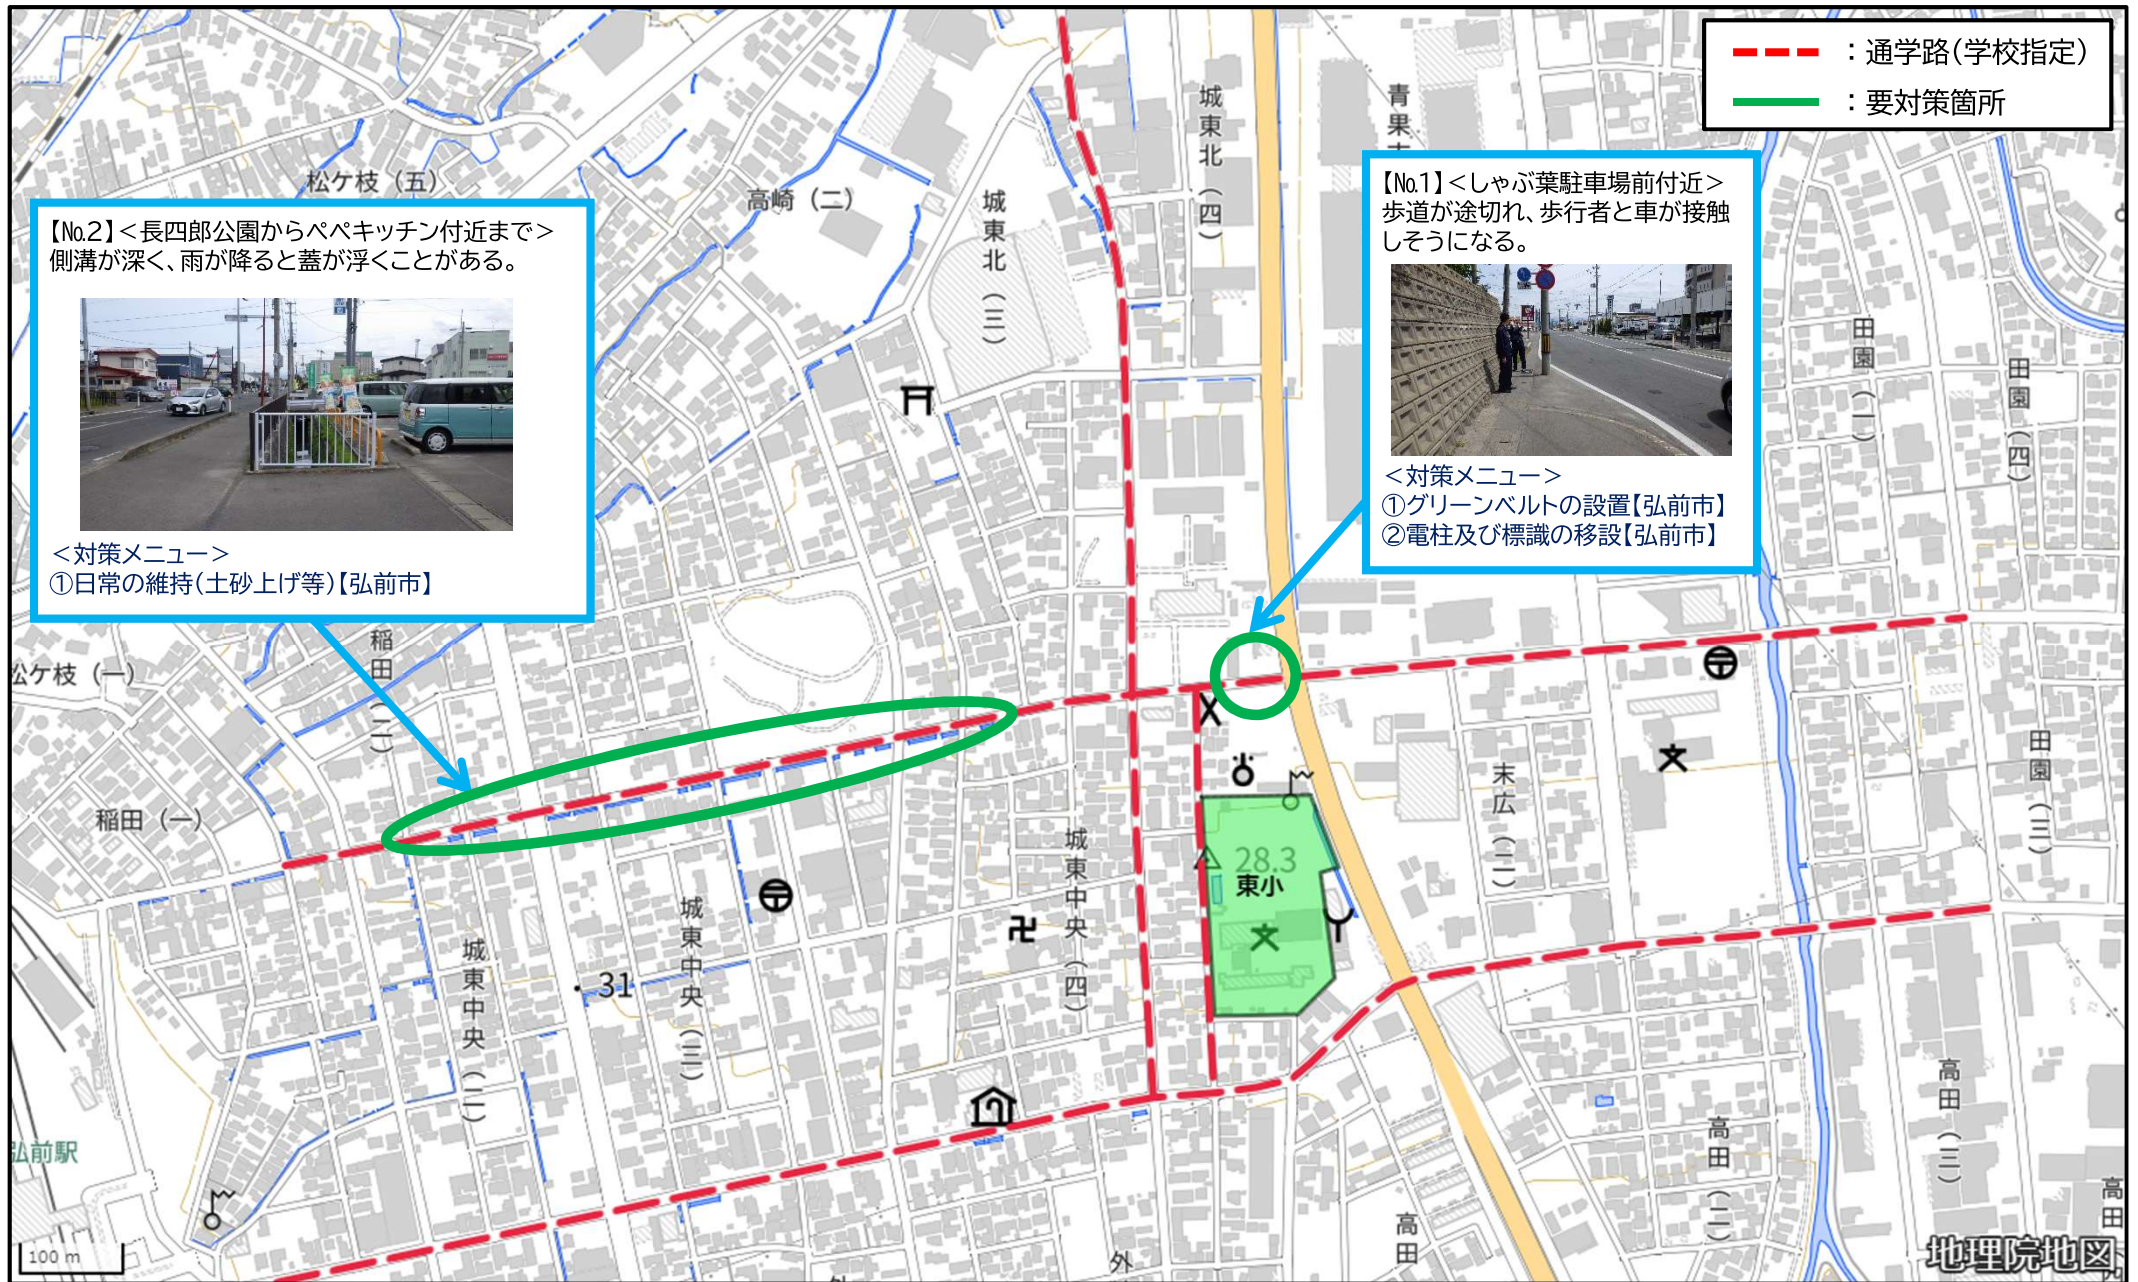 ：通学路（学校指定）
：要対策箇所
【No.1】＜しゃぶ葉駐車場前付近＞
歩道が途切れ、歩行者と車が接触
しそうになる。
＜対策メニュー＞
①グリーンベルトの設置【弘前市】
②電柱及び標識の移設【弘前市】
【No.2】＜長四郎公園からペペキッチン付近まで＞
側溝が深く、雨が降ると蓋が浮くことがある。
＜対策メニュー＞
①日常の維持（土砂上げ等）【弘前市】
松ケ枝（五）
高崎（二）
城東北（三）
城東北（四）
青果市
田園（一）
田園（四）
松ケ枝（一）
稲田（二）
稲田（一）
城東中央（二）
城東中央（三）
城東中央（四）
・31
28.3
東小
末広（二）
田園（三）
高田（三）
高田（二）
高田
高田
外
弘前駅
100 m
地理院地図